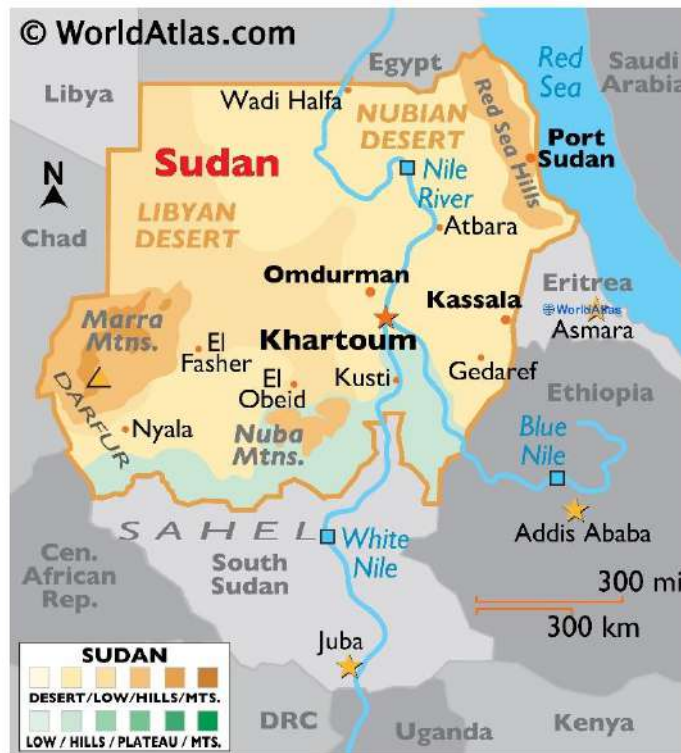 © WorldAtlas.com
Egypt
Red
Sea
Saudi
Arabia
Libya
Wadi Halfa
NUBIAN
DESERT
Red Sea Hills
Port
Sudan
Sudan
N
Nile
River
LIBYAN
DESERT
Atbara
Chad
Omdurman
Kassala
Eritrea
WorldAtlas
Asmara
Marra
Mtns.
Khartoum
El
Fasher
El
Obeid
Kusti
Gedaref
Ethiopia
DARFUR
Nyala
Nuba
Mtns.
Blue
Nile
SAHEL
White
Nile
Addis Ababa
Cen.
African
Rep.
South
Sudan
300 mi
300 km
Juba
SUDAN
DESERT/LOW/HILLS/MTS.
LOW / HILLS / PLATEAU / MTS.
DRC
Uganda
Kenya